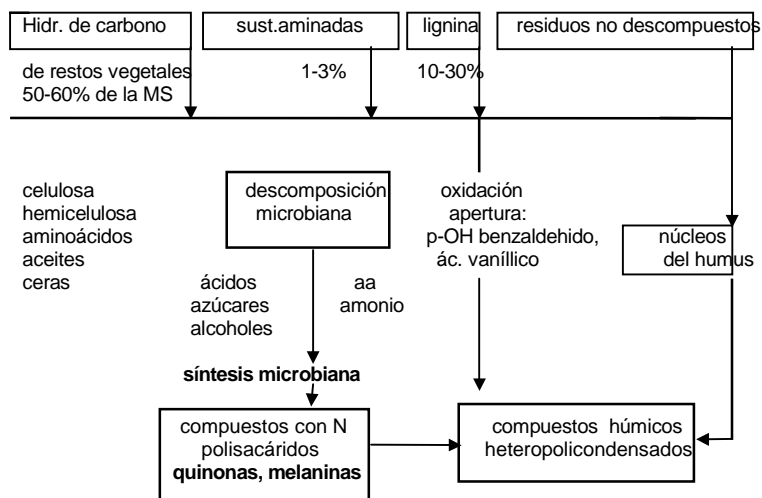 Hidr. de carbono
sust.aminadas
lignina
residuos no descompuestos
de restos vegetales
50-60% de la MS
1-3%
10-30%
celulosa
hemicelulosa
aminoácidos
aceites
ceras
descomposición
microbiana
oxidación
apertura:
p-OH benzaldehido,
ác. vaníllico
núcleos
del humus
ácidos
azúcares
alcoholes
aa
amonio
síntesis microbiana
compuestos con N
polisacáridos
quinonas, melaninas
compuestos húmicos
heteropolicondensados